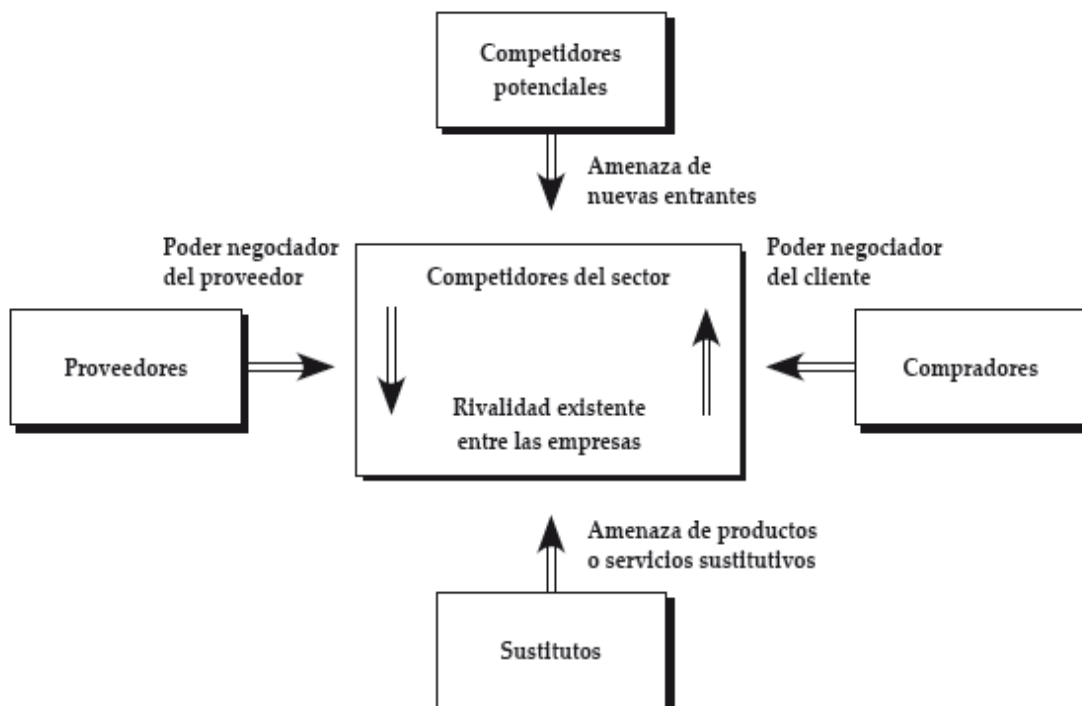 Competidores
potenciales
Amenaza de
nuevas entrantes
Poder negociador
del proveedor
Competidores del sector
Poder negociador
del cliente
Proveedores
Rivalidad existente
entre las empresas
Compradores
Amenaza de productos
o servicios sustitutivos
Sustitutos